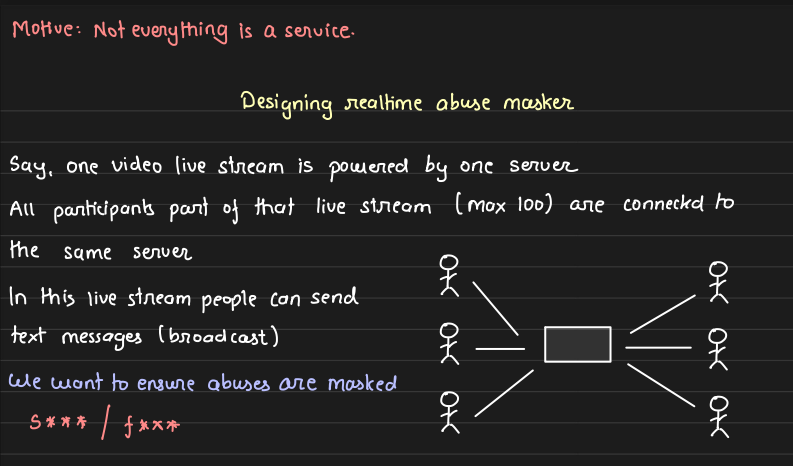 Motive: Not everything is a service.
Designing realtime abuse masker
Say, one video live stream is powered by one server
All participants part of that live stream (max 100) are connected to
the same server
In this live stream people can send
text messages (broadcast)
We want to ensure abuses are masked
s*** / f***